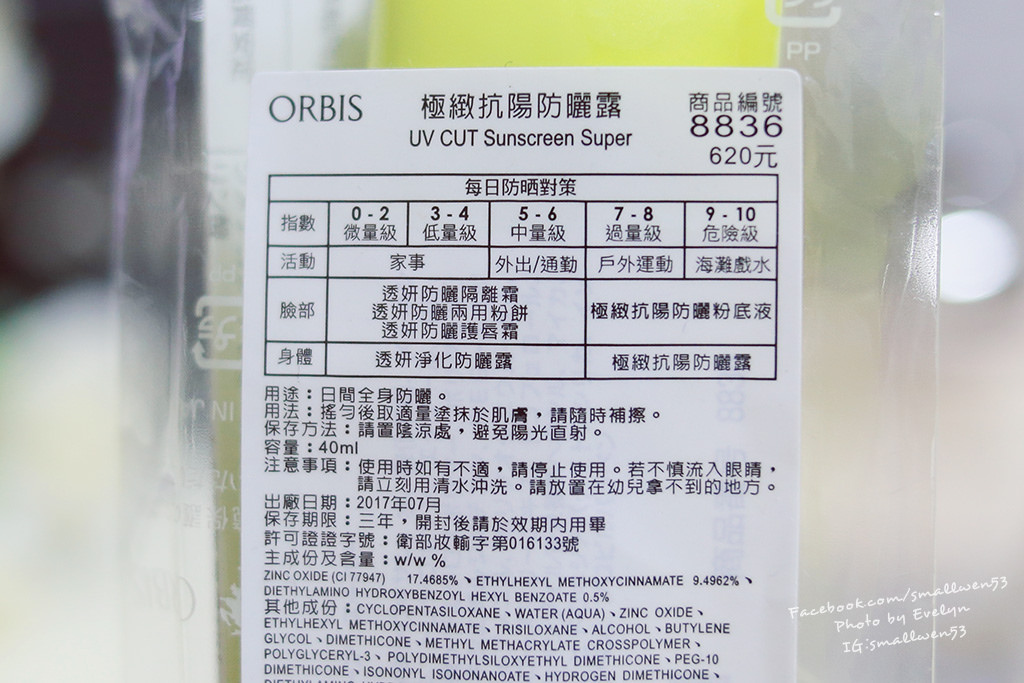 PP
ORBIS
極緻抗陽防曬露
UV CUT Sunscreen Super
商品編號
8836
620元
每日防晒對策
指數 0 - 2 微量級 3 - 4 低量級 5 - 6 中量級 7 - 8 過量級 9 - 10 危險級
活動 家事 外出/通勤 戶外運動 海灘戲水
臉部 透妍防曬隔離霜 透妍防曬兩用粉餅 透妍防曬護唇霜 極緻抗陽防曬粉底液
身體 透妍淨化防曬露 極緻抗陽防曬露
用途：日間全身防曬。
用法：搖勻後取適量塗抹於肌膚，請隨時補擦。
保存方法：請置陰涼處，避免陽光直射。
容量：40ml
注意事項：使用時如有不適，請停止使用。若不慎流入眼睛，
請立刻用清水沖洗。請放置在幼兒拿不到的地方。
出廠日期：2017年07月
保存期限：三年，開封後請於效期內用畢
許可證證字號：衛部妝輸字第016133號
主成份及含量：w/w %
ZINC OXIDE (CI 77947) 17.4685%、ETHYLHEXYL METHOXYCINNAMATE 9.4962%、
DIETHYLAMINO HYDROXYBENZOYL HEXYL BENZOATE 0.5%
其他成份：CYCLOPENTASILOXANE、WATER (AQUA)、ZINC OXIDE、
ETHYLHEXYL METHOXYCINNAMATE、TRISILOXANE、ALCOHOL、BUTYLENE
GLYCOL、DIMETHICONE、METHYL METHACRYLATE CROSSPOLYMER、
POLYGLYCERYL-3、POLYDIMETHYLSILOXYETHYL DIMETHICONE、PEG-10
DIMETHICONE、ISONONYL ISONONANOATE、HYDROGEN DIMETHICONE、
Facebook.com/smallwen53
Photo by Evelyn
IG:smallwen53